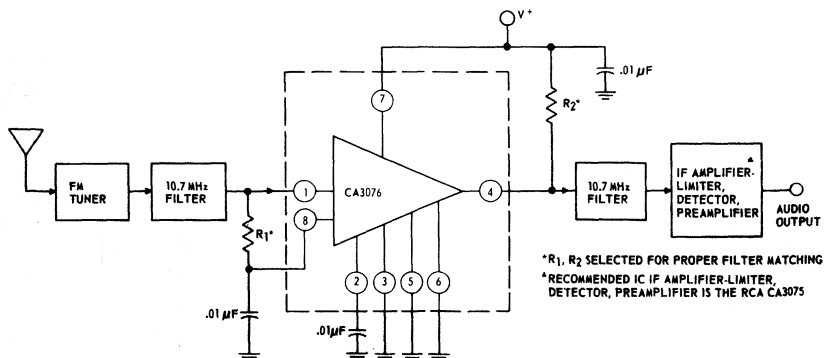 V+
.01 µF
7
R2*
FM
TUNER
10.7 MHz
FILTER
1
CA3076
4
10.7 MHz
FILTER
IF AMPLIFIER-
LIMITER,
DETECTOR,
PREAMPLIFIER
▵
AUDIO
OUTPUT
R1*
8
2
3
5
6
.01 µF
.01 µF
*R1, R2 SELECTED FOR PROPER FILTER MATCHING
▵RECOMMENDED IC IF AMPLIFIER-LIMITER,
DETECTOR, PREAMPLIFIER IS THE RCA CA3075